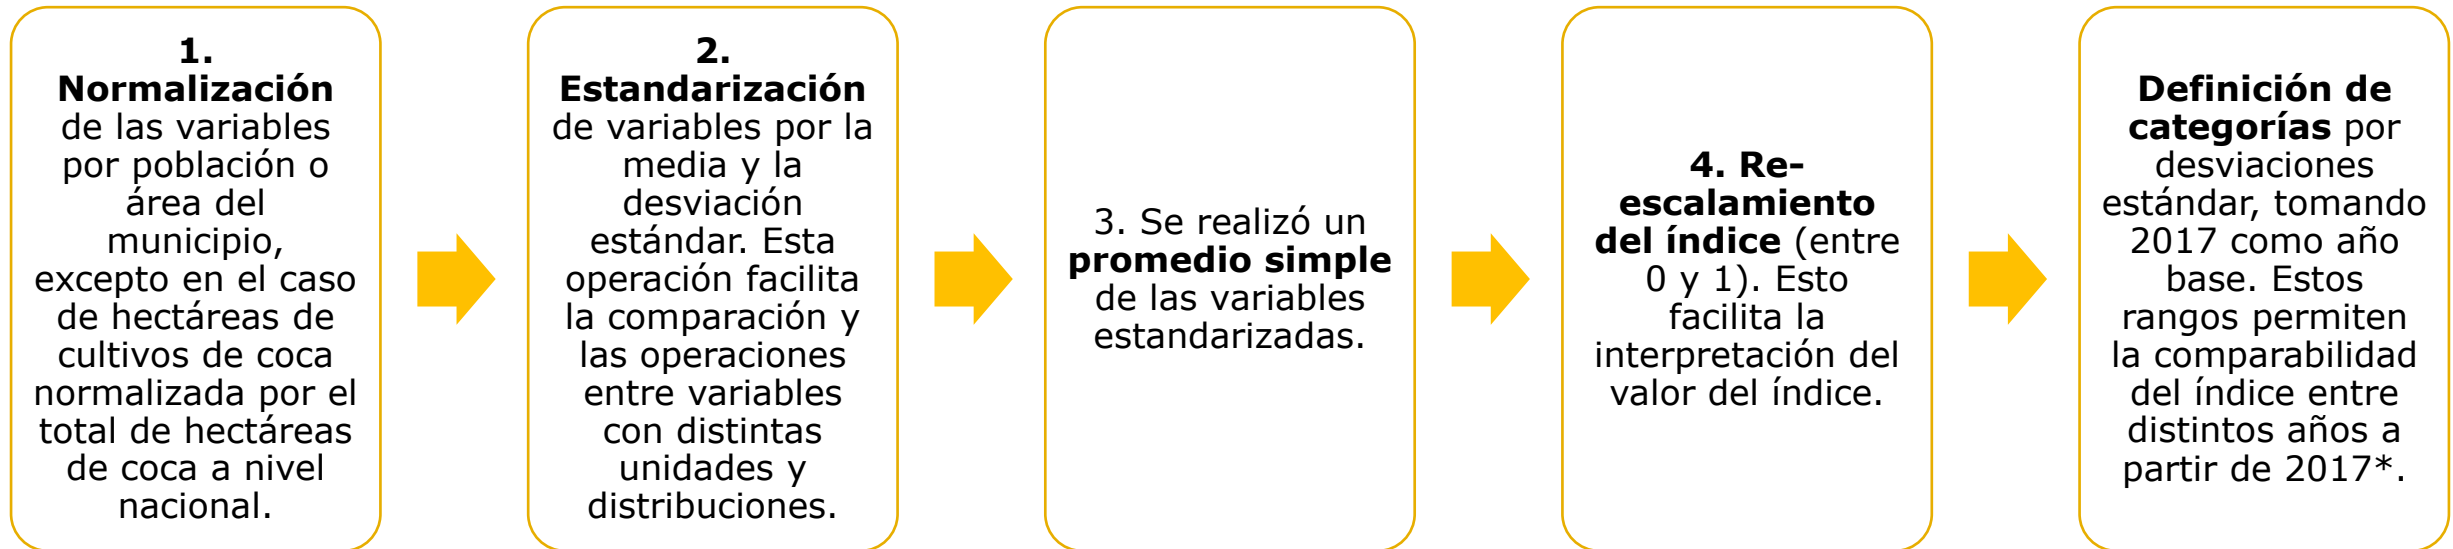 1.
Normalización
de las variables
por población o
área del
municipio,
excepto en el caso
de hectáreas de
cultivos de coca
normalizada por el
total de hectáreas
de coca a nivel
nacional.
2.
Estandarización
de variables por la
media y la
desviación
estándar. Esta
operación facilita
la comparación y
las operaciones
entre variables
con distintas
unidades y
distribuciones.
3. Se realizó un
promedio simple
de las variables
estandarizadas.
4. Re-
escalamiento
del índice (entre
0 y 1). Esto
facilita la
interpretación del
valor del índice.
Definición de
categorías por
desviaciones
estándar, tomando
2017 como año
base. Estos
rangos permiten
la comparabilidad
del índice entre
distintos años a
partir de 2017*.